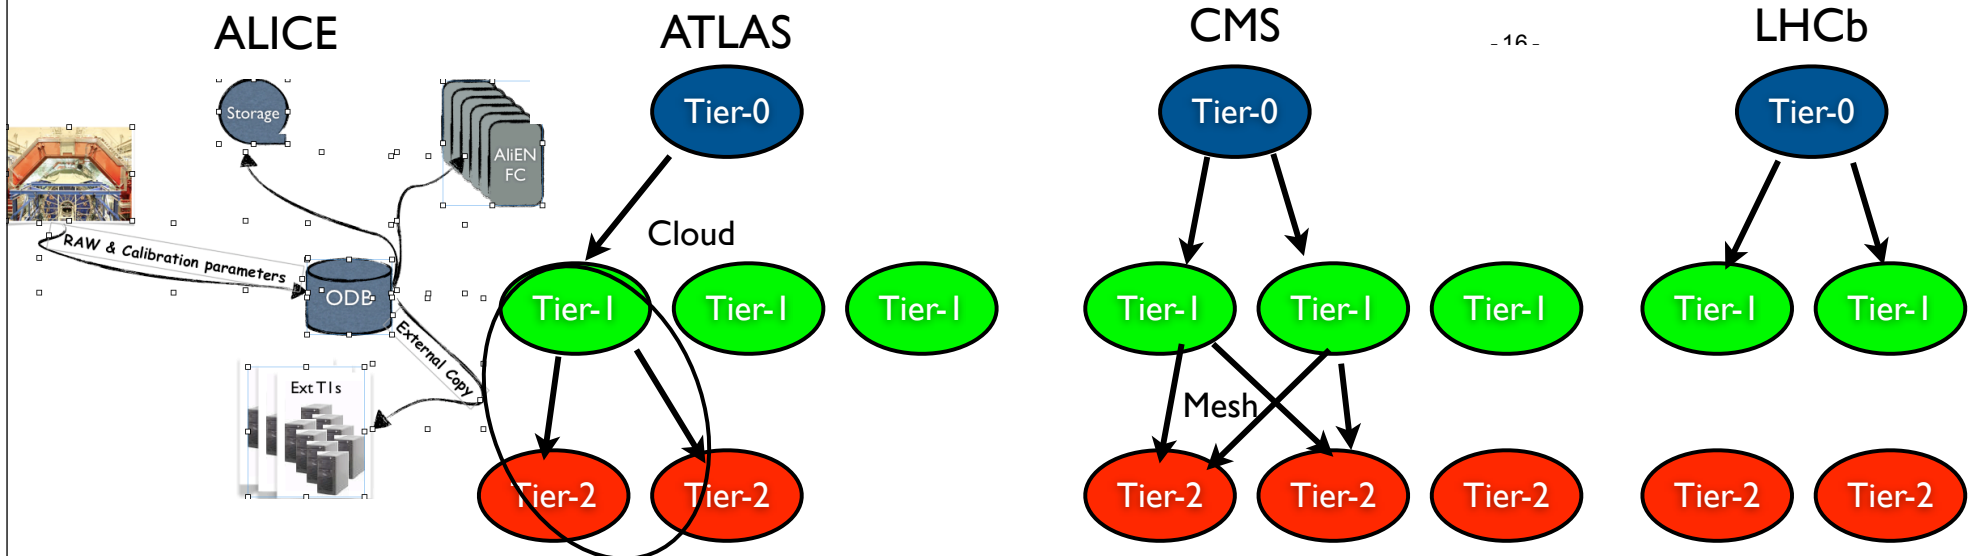 ALICE
ATLAS
CMS
- 16 -
LHCb
Storage
AliEN
FC
RAW & Calibration parameters
ODB
External Copy
Ext T1s
Tier-0
Cloud
Tier-1
Tier-1
Tier-1
Tier-2
Tier-2
Tier-0
Tier-1
Tier-1
Tier-1
Mesh
Tier-2
Tier-2
Tier-2
Tier-0
Tier-1
Tier-1
Tier-2
Tier-2